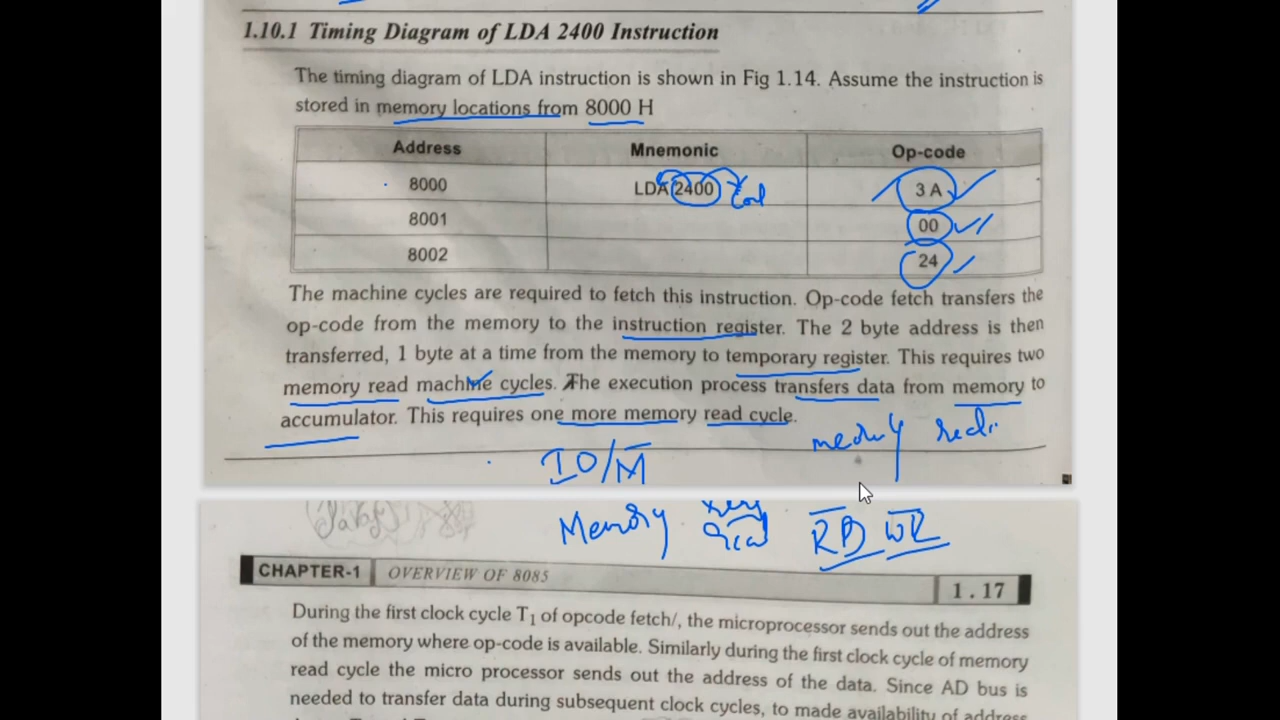 1.10.1 Timing Diagram of LDA 2400 Instruction
The timing diagram of LDA instruction is shown in Fig 1.14. Assume the instruction is
stored in memory locations from 8000 H
Address Mnemonic Op-code
8000 LDA 2400 3 A
8001 00
8002 24
The machine cycles are required to fetch this instruction. Op-code fetch transfers the
op-code from the memory to the instruction register. The 2 byte address is then
transferred, 1 byte at a time from the memory to temporary register. This requires two
memory read machine cycles. The execution process transfers data from memory to
accumulator. This requires one more memory read cycle.
IO/M̅
Memory R̅D̅ W̅R̅
CHAPTER-1 OVERVIEW OF 8085 1 . 17
During the first clock cycle T₁ of opcode fetch/, the microprocessor sends out the address
of the memory where op-code is available. Similarly during the first clock cycle of memory
read cycle the micro processor sends out the address of the data. Since AD bus is
needed to transfer data during subsequent clock cycles, to made availability of address